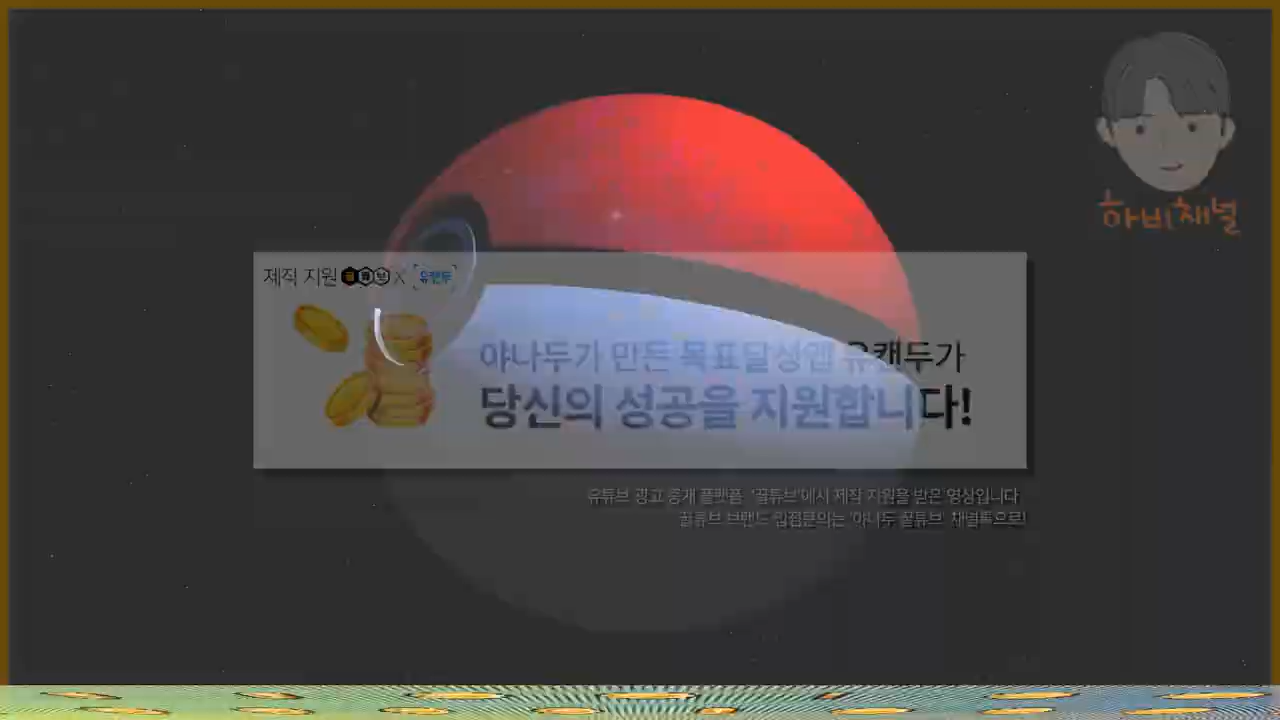 하비채널
제작 지원 꿀튜브 X 유캔두
야나두가 만든 목표달성앱 유캔두가
당신의 성공을 지원합니다!
유튜브 광고 중개 플랫폼 '꿀튜브'에서 제작 지원을 받은 영상입니다
꿀튜브 브랜드 입점문의는 '야나두 꿀튜브' 채널톡으로!